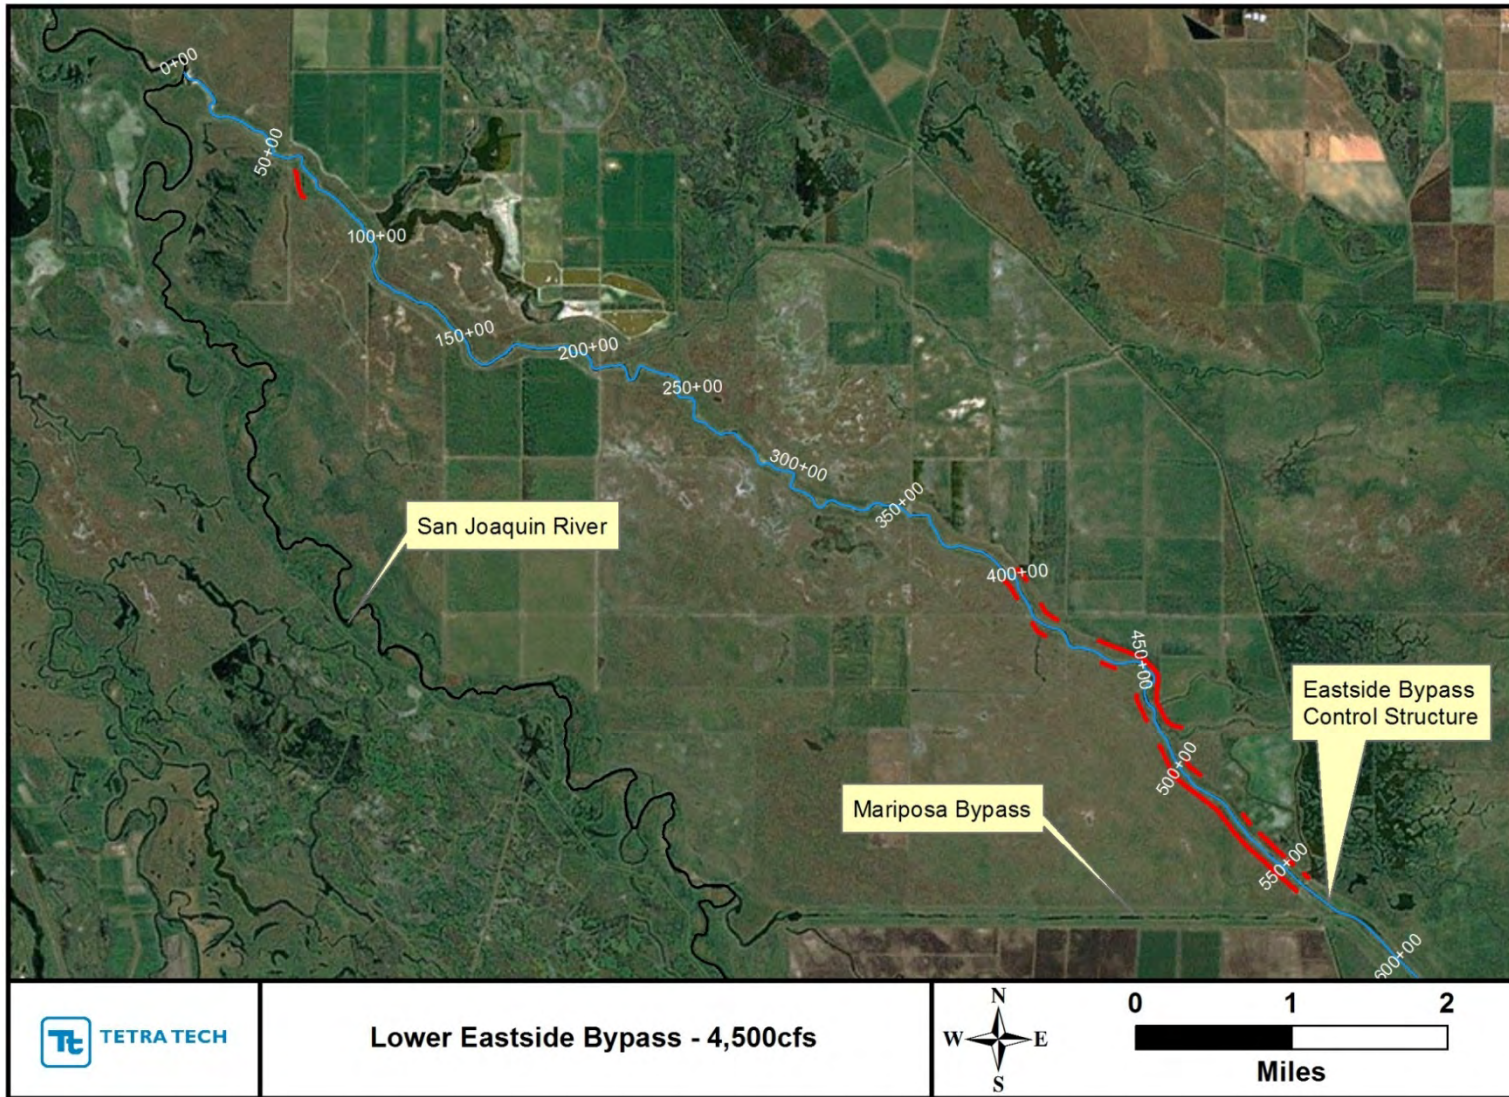 0+00
50+00
100+00
150+00
200+00
250+00
300+00
350+00
San Joaquin River
400+00
450+00
Eastside Bypass
Control Structure
500+00
Mariposa Bypass
550+00
600+00
Tt TETRA TECH
Lower Eastside Bypass - 4,500cfs
N
W E
S
0 1 2
Miles